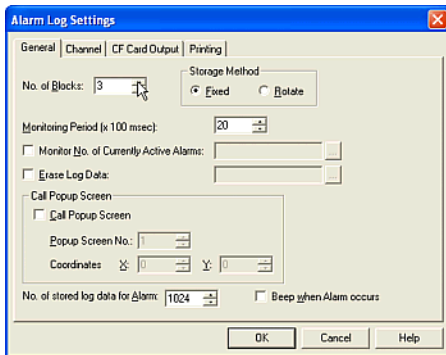 Alarm Log Settings
General Channel CF Card Output Printing
No. of Blocks: 3
Storage Method
Fixed Rotate
Monitoring Period (x 100 msec): 20
Monitor No. of Currently Active Alarms: ...
Erase Log Data: ...
Call Popup Screen
Call Popup Screen
Popup Screen No.: 1
Coordinates X: 0 Y: 0
No. of stored log data for Alarm: 1024 Beep when Alarm occurs
OK Cancel Help